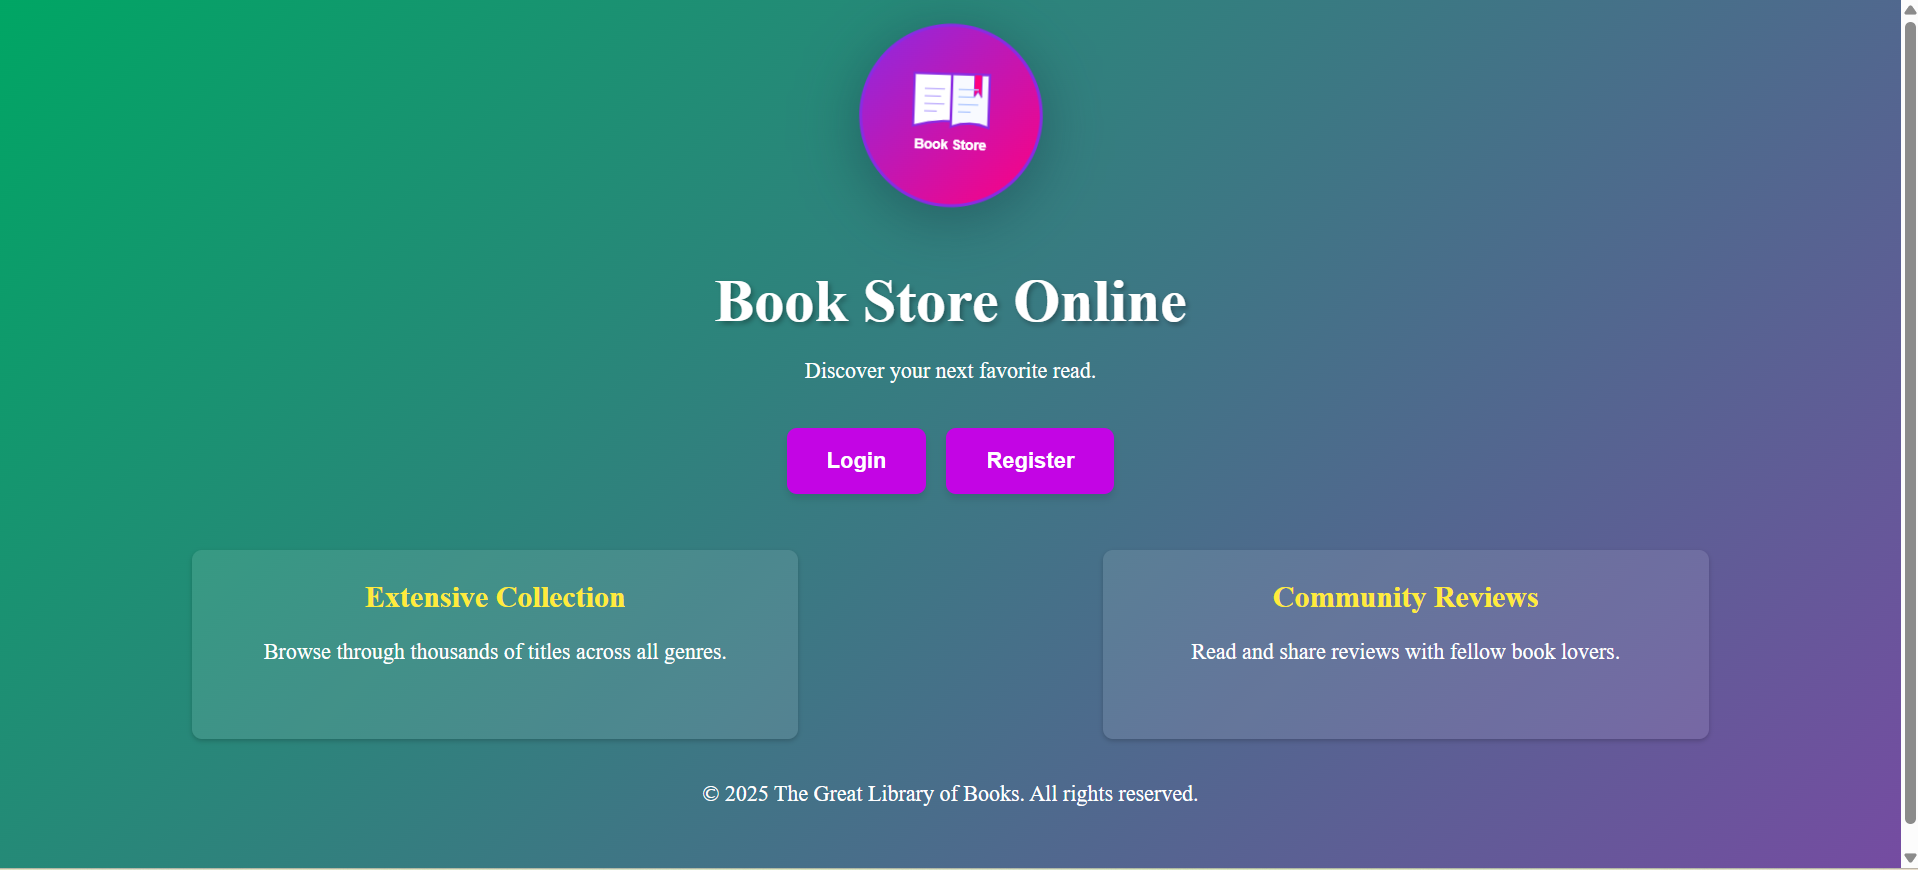 Book Store
Book Store Online
Discover your next favorite read.
Login
Register
Extensive Collection
Browse through thousands of titles across all genres.
Community Reviews
Read and share reviews with fellow book lovers.
© 2025 The Great Library of Books. All rights reserved.